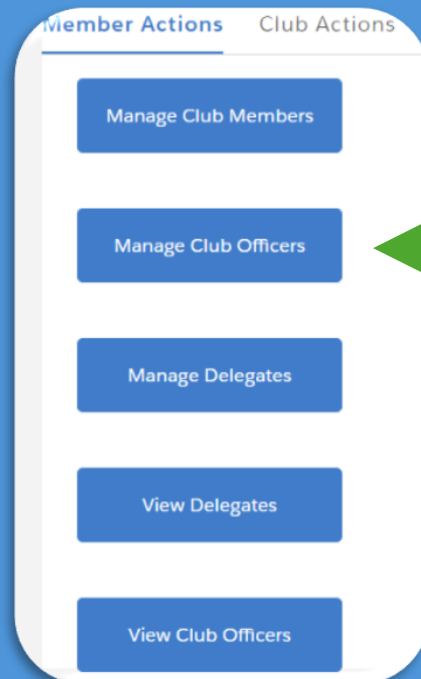 Member Actions Club Actions
Manage Club Members
Manage Club Officers
Manage Delegates
View Delegates
View Club Officers